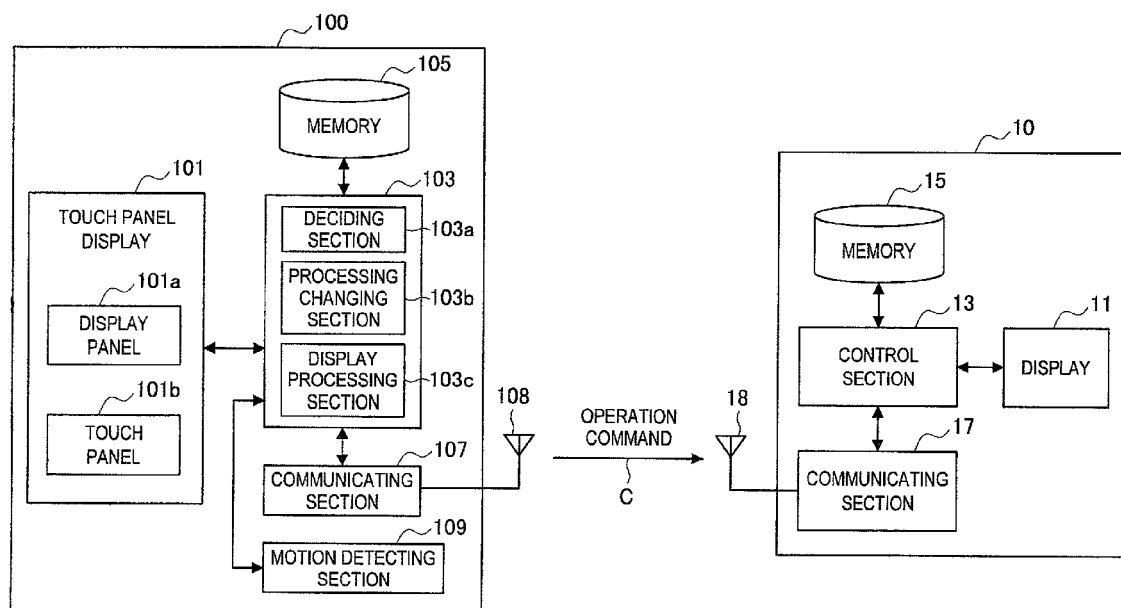 100
105
MEMORY
101
TOUCH PANEL
DISPLAY
101a
DISPLAY
PANEL
101b
TOUCH
PANEL
103
DECIDING
SECTION
103a
PROCESSING
CHANGING
SECTION
103b
DISPLAY
PROCESSING
SECTION
103c
107
COMMUNICATING
SECTION
108
109
MOTION DETECTING
SECTION
OPERATION
COMMAND
C
10
15
MEMORY
13
CONTROL
SECTION
11
DISPLAY
18
17
COMMUNICATING
SECTION